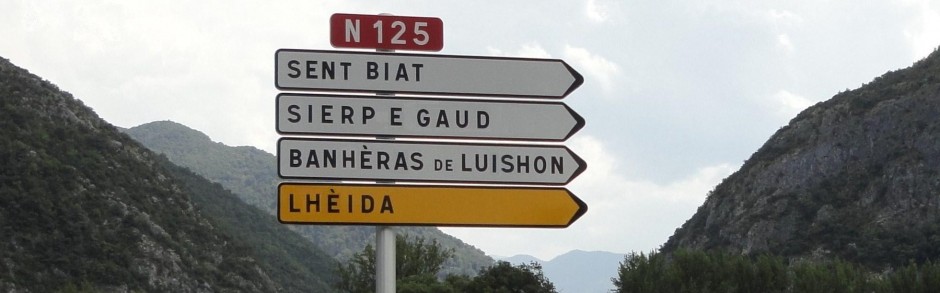 N 125
SENT BIAT
SIERP E GAUD
BANHÈRAS DE LUISHON
LHÈIDA